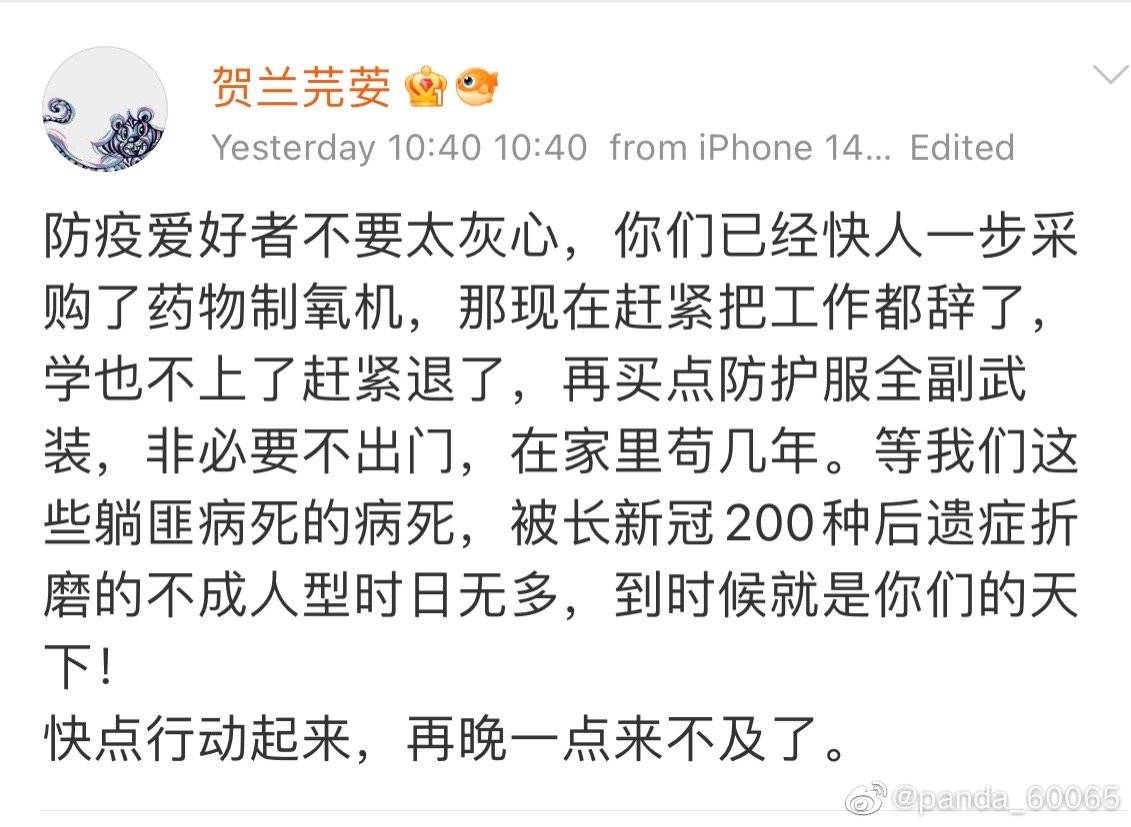 贺兰芫荽
Yesterday 10:40 10:40 from iPhone 14... Edited
防疫爱好者不要太灰心，你们已经快人一步采
购了药物制氧机，那现在赶紧把工作都辞了，
学也不上了赶紧退了，再买点防护服全副武
装，非必要不出门，在家里苟几年。等我们这
些躺匪病死的病死，被长新冠200种后遗症折
磨的不成人型时日无多，到时候就是你们的天
下！
快点行动起来，再晚一点来不及了。
@panda_60065